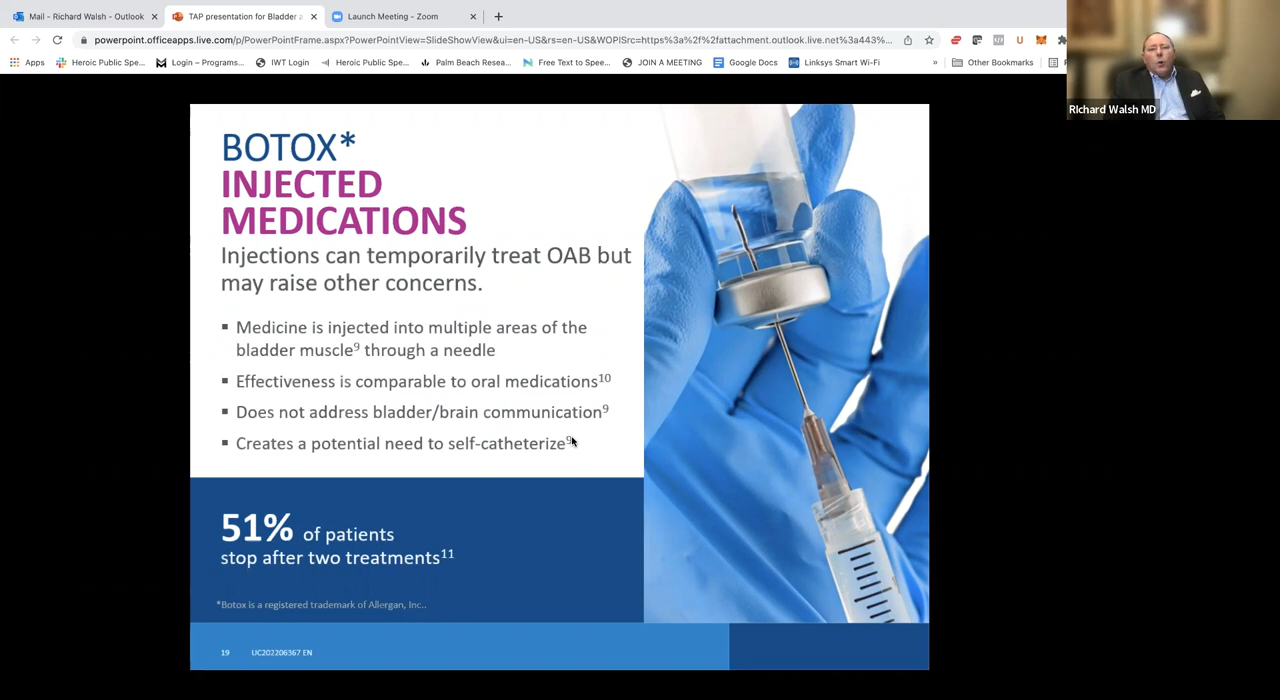 Mail - Richard Walsh - Outlook
TAP presentation for Bladder a
Launch Meeting - Zoom
powerpoint.officeapps.live.com/p/PowerPointFrame.aspx?PowerPointView=SlideShowView&ui=en-US&rs=en-US&WOPISrc=https%3a%2f%2fattachment.outlook.live.net%3a443%...
Apps
Heroic Public Spe...
Login – Programs...
IWT Login
Heroic Public Spe...
Palm Beach Resea...
Free Text to Spee...
JOIN A MEETING
Google Docs
Linksys Smart Wi-Fi
»
Other Bookmarks
RIchard Walsh MD
BOTOX*
INJECTED
MEDICATIONS
Injections can temporarily treat OAB but
may raise other concerns.
▪ Medicine is injected into multiple areas of the
bladder muscle⁹ through a needle
▪ Effectiveness is comparable to oral medications¹⁰
▪ Does not address bladder/brain communication⁹
▪ Creates a potential need to self-catheterize⁹
51% of patients
stop after two treatments¹¹
*Botox is a registered trademark of Allergan, Inc..
19 UC202206367 EN